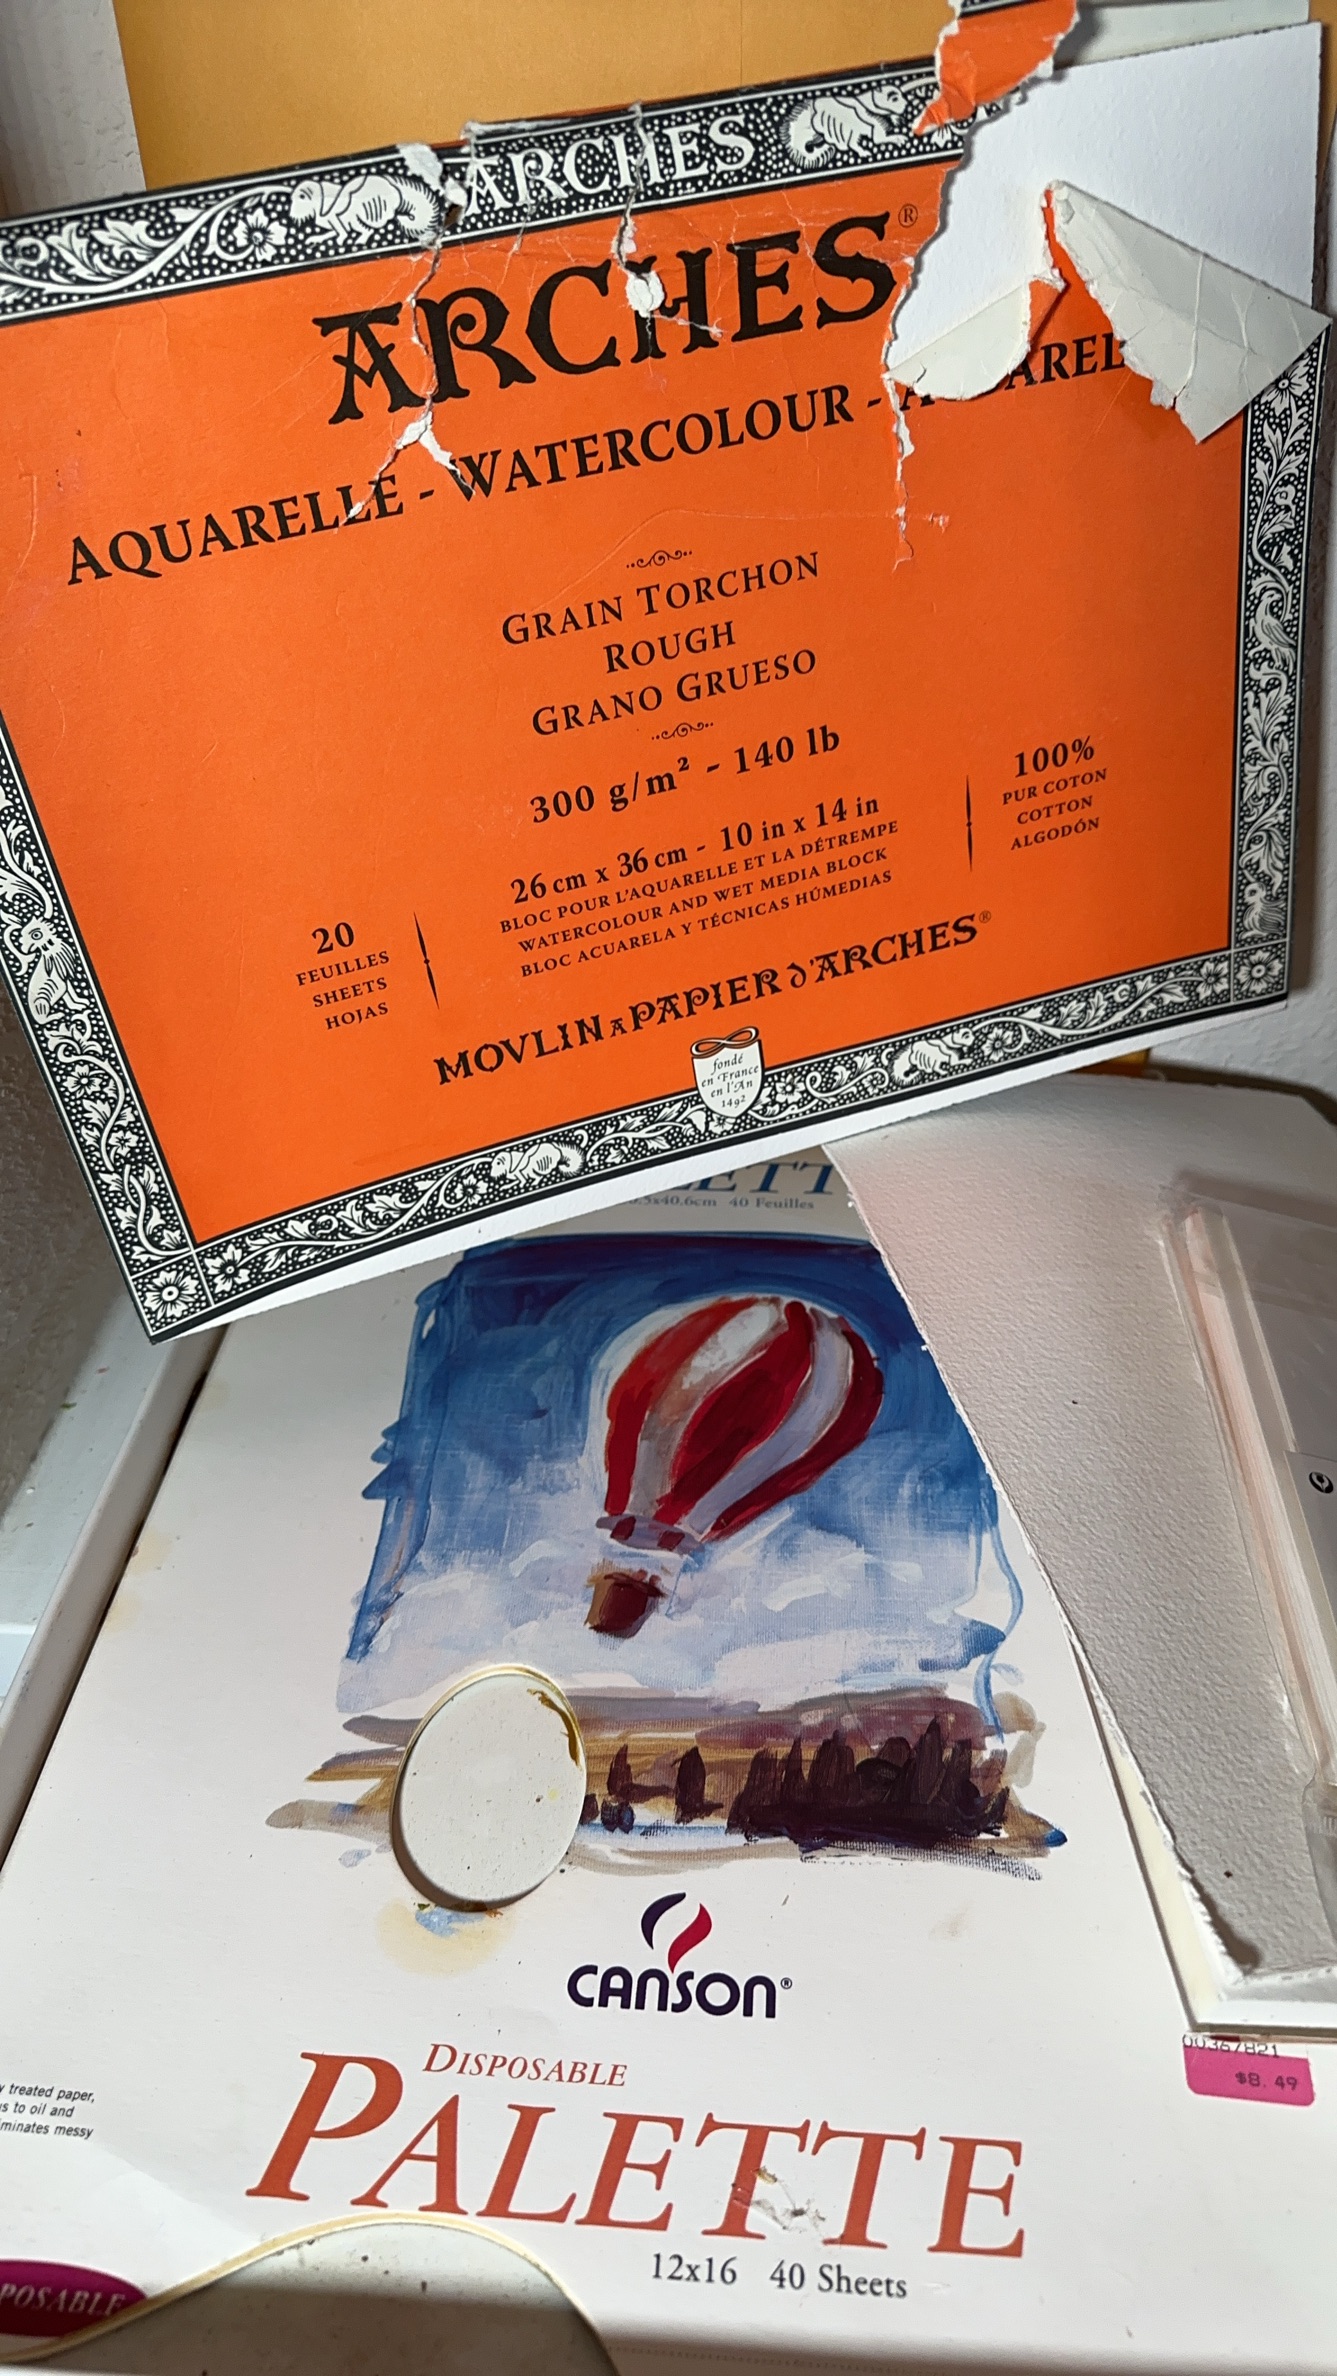 ARCHES
ARCHES®
AQUARELLE - WATERCOLOUR -
GRAIN TORCHON
ROUGH
GRANO GRUESO
300 g/m² - 140 lb
26 cm x 36 cm - 10 in x 14 in
BLOC POUR L'AQUARELLE ET LA DÉTREMPE
WATERCOLOUR AND WET MEDIA BLOCK
BLOC ACUARELA Y TÉCNICAS HÚMEDIAS
100%
PUR COTON
COTTON
ALGODÓN
20
FEUILLES
SHEETS
HOJAS
MOVLIN A PAPIER D'ARCHES®
fondé
en France
en l'An
1492
40 Feuilles
CANSON®
DISPOSABLE
PALETTE
12x16 40 Sheets
treated paper,
to oil and
messy
$8.49